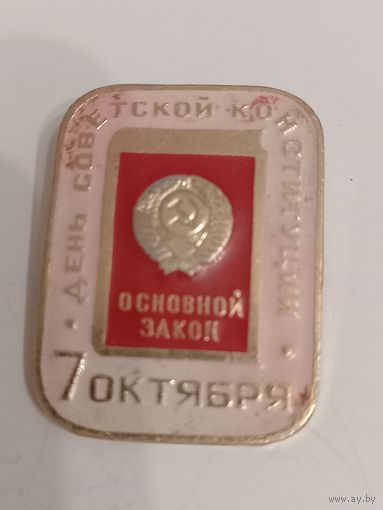 • ДЕНЬ СОВЕТСКОЙ КОНСТИТУЦИИ •
ОСНОВНОЙ
ЗАКОН
7 ОКТЯБРЯ
www.ay.by